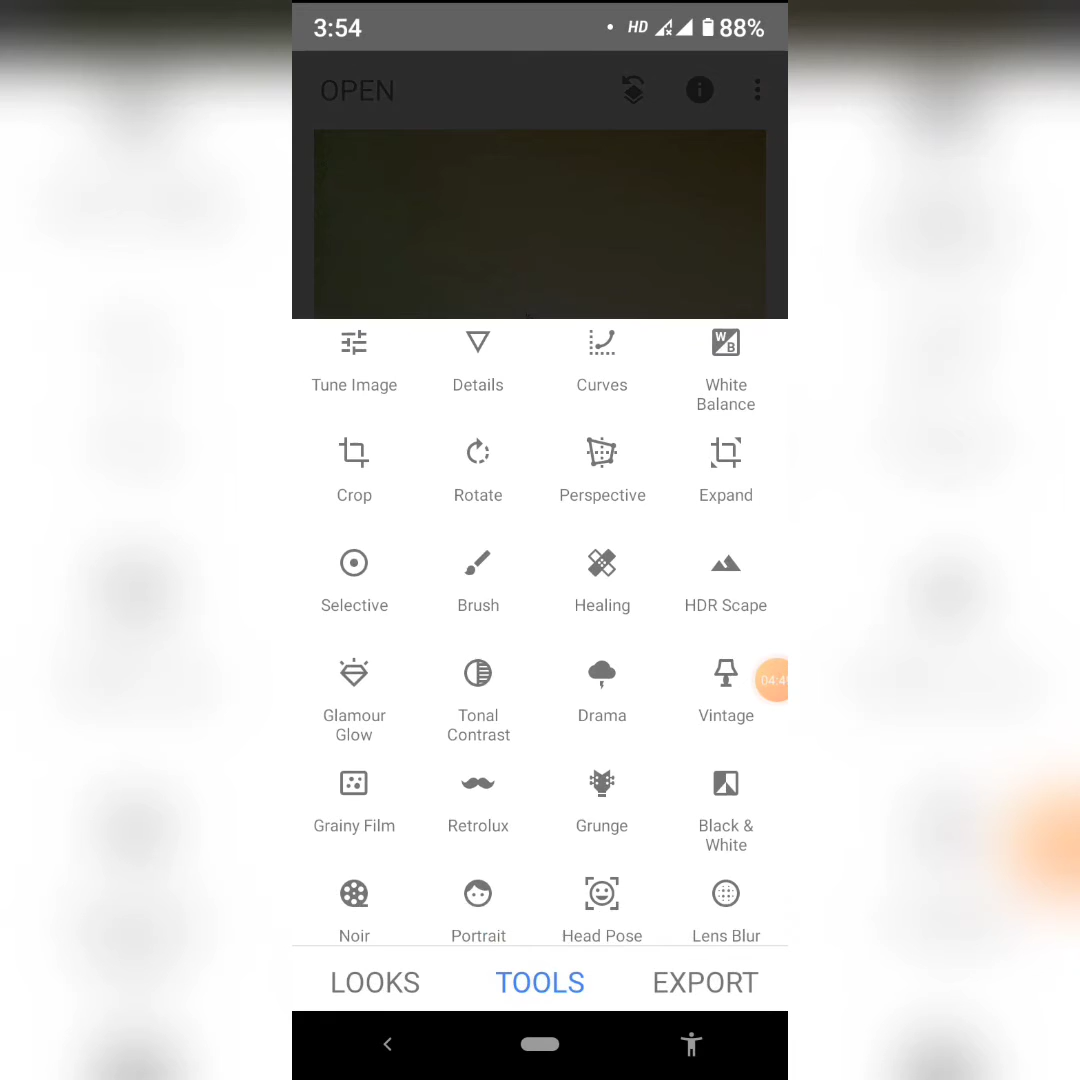 3:54 HD 88%
OPEN
Tune Image Details Curves White
Balance
Crop Rotate Perspective Expand
Selective Brush Healing HDR Scape
Glamour Tonal Drama Vintage
Glow Contrast
Grainy Film Retrolux Grunge Black &
White
Noir Portrait Head Pose Lens Blur
LOOKS TOOLS EXPORT